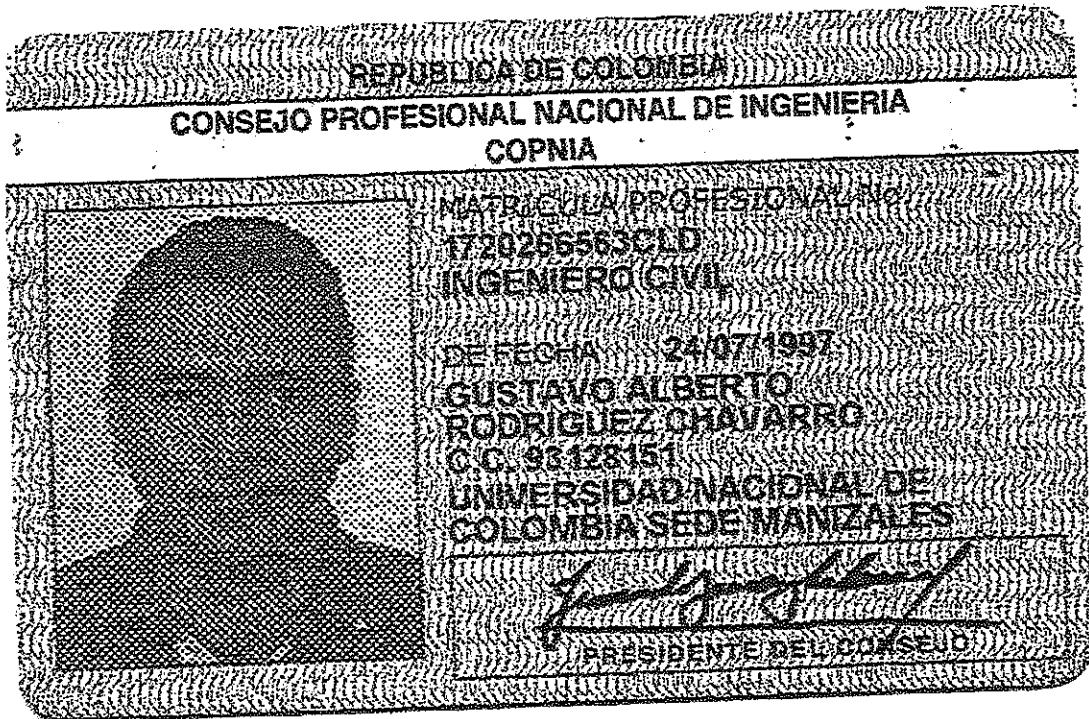 REPUBLICA DE COLOMBIA
CONSEJO PROFESIONAL NACIONAL DE INGENIERIA
COPNIA
MATRICULA PROFESIONAL No.
1720266563CLD
INGENIERO CIVIL
DE FECHA 24/07/1997
GUSTAVO ALBERTO
RODRIGUEZ CHAVARRO
C.C. 93128151
UNIVERSIDAD NACIONAL DE
COLOMBIA SEDE MANIZALES
PRESIDENTE DEL CONSEJO